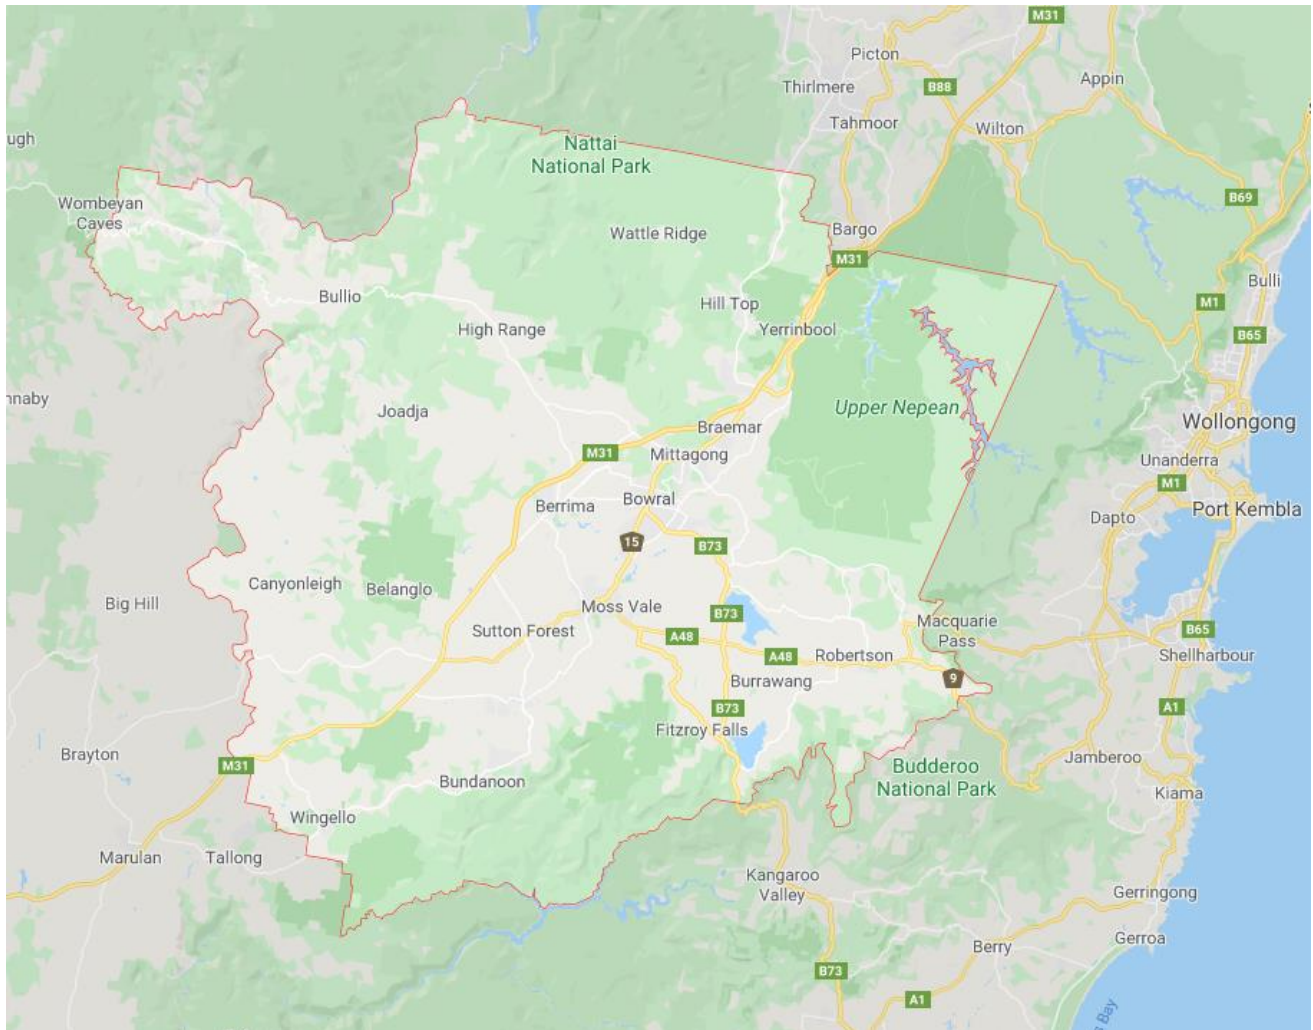 M31
Picton
Appin
Thirlmere
B88
Tahmoor
Wilton
ugh
Nattai
National Park
Wombeyan
Caves
B69
Wattle Ridge
Bargo
M31
Bulli
Bullio
Hill Top
M1
High Range
Yerrinbool
B65
nnaby
Joadja
Upper Nepean
Wollongong
Braemar
M31
Mittagong
Unanderra
M1
Berrima
Bowral
Port Kembla
Dapto
15
B73
Canyonleigh
Belanglo
Big Hill
Moss Vale
B73
Macquarie
Pass
Sutton Forest
A48
B65
A48
Robertson
Shellharbour
Burrawang
9
B73
A1
Fitzroy Falls
Brayton
M31
Jamberoo
Budderoo
National Park
Bundanoon
Kiama
Wingello
Marulan
Tallong
Kangaroo
Valley
Gerringong
Berry
Gerroa
B73
A1
s Bay